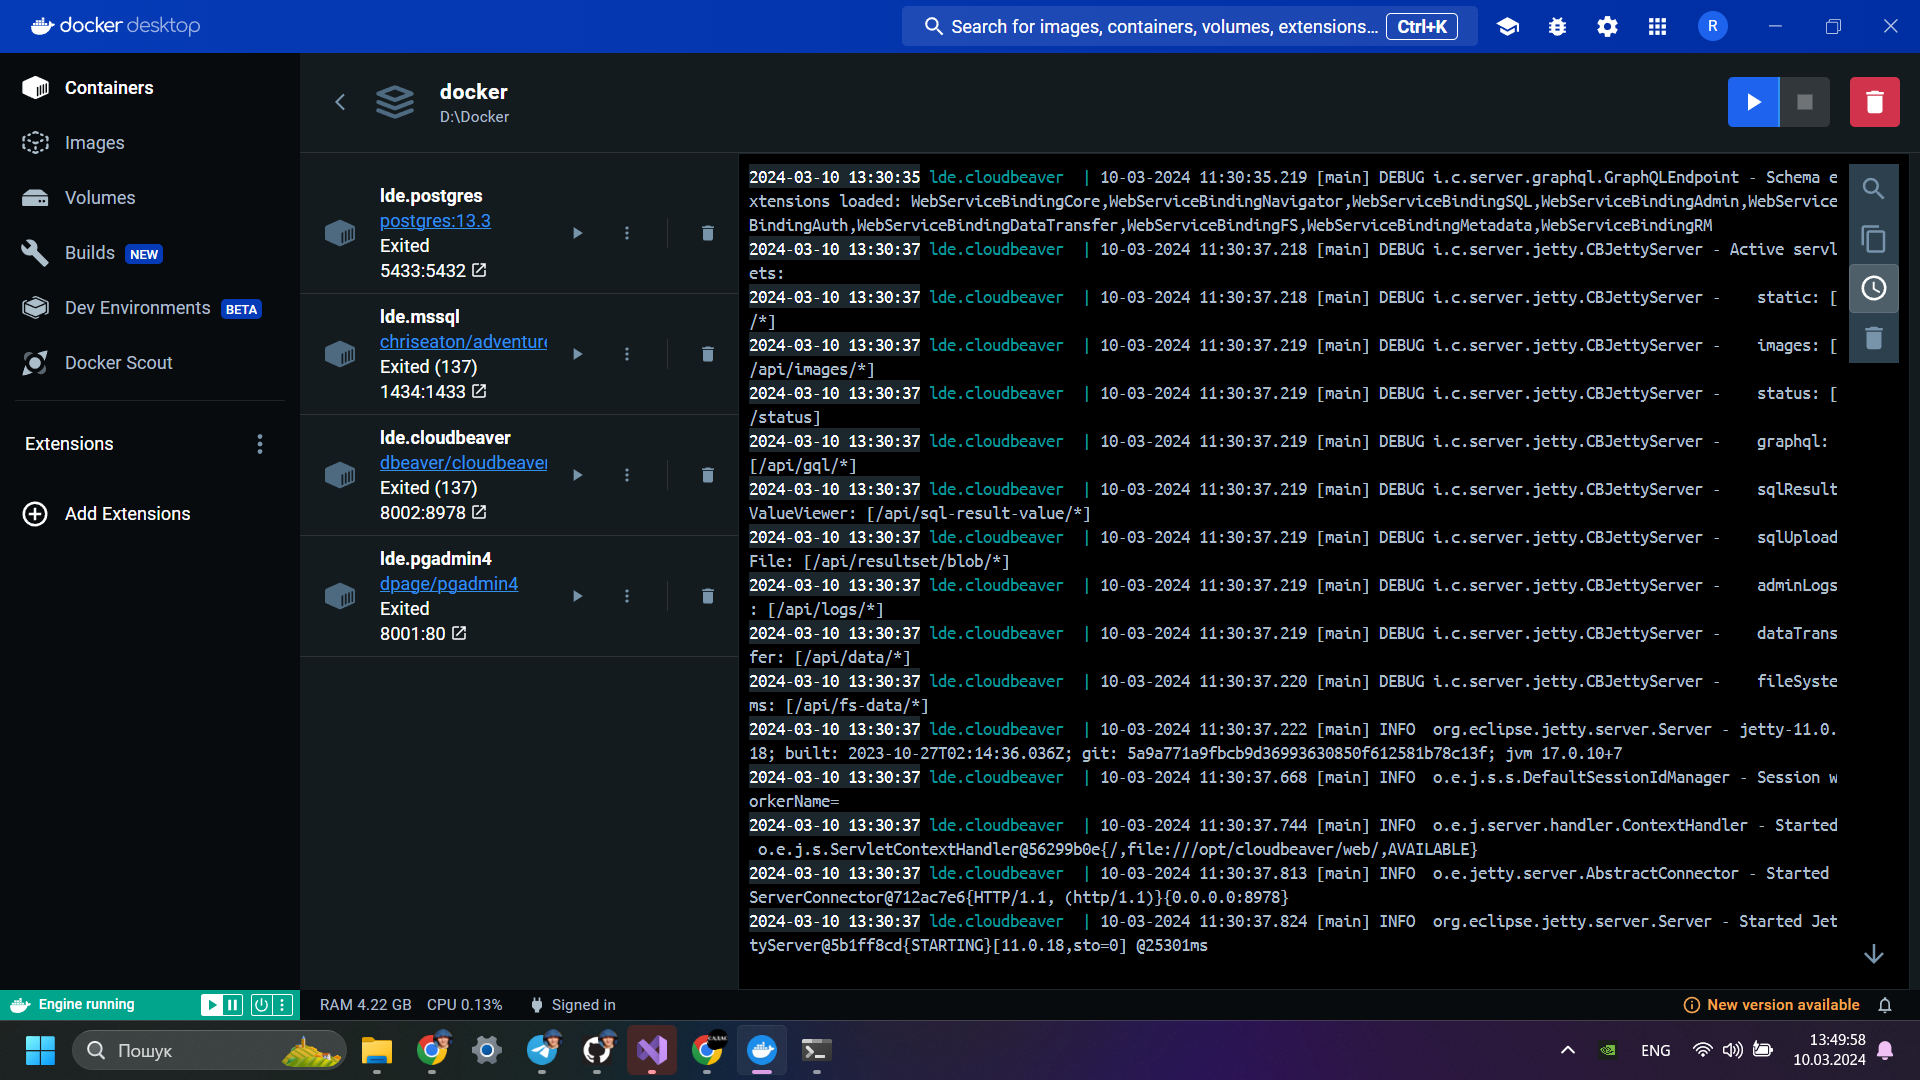 docker desktop
Search for images, containers, volumes, extensions... Ctrl+K
R
Containers
Images
Volumes
Builds NEW
Dev Environments BETA
Docker Scout
Extensions
Add Extensions
docker
D:\Docker
lde.postgres
postgres:13.3
Exited
5433:5432
lde.mssql
chriseaton/adventure
Exited (137)
1434:1433
lde.cloudbeaver
dbeaver/cloudbeaver
Exited (137)
8002:8978
lde.pgadmin4
dpage/pgadmin4
Exited
8001:80
2024-03-10 13:30:35 lde.cloudbeaver | 10-03-2024 11:30:35.219 [main] DEBUG i.c.server.graphql.GraphQLEndpoint - Schema e
xtensions loaded: WebServiceBindingCore,WebServiceBindingNavigator,WebServiceBindingSQL,WebServiceBindingAdmin,WebService
BindingAuth,WebServiceBindingDataTransfer,WebServiceBindingFS,WebServiceBindingMetadata,WebServiceBindingRM
2024-03-10 13:30:37 lde.cloudbeaver | 10-03-2024 11:30:37.218 [main] DEBUG i.c.server.jetty.CBJettyServer - Active servl
ets:
2024-03-10 13:30:37 lde.cloudbeaver | 10-03-2024 11:30:37.218 [main] DEBUG i.c.server.jetty.CBJettyServer - static: [
/*]
2024-03-10 13:30:37 lde.cloudbeaver | 10-03-2024 11:30:37.219 [main] DEBUG i.c.server.jetty.CBJettyServer - images: [
/api/images/*]
2024-03-10 13:30:37 lde.cloudbeaver | 10-03-2024 11:30:37.219 [main] DEBUG i.c.server.jetty.CBJettyServer - status: [
/status]
2024-03-10 13:30:37 lde.cloudbeaver | 10-03-2024 11:30:37.219 [main] DEBUG i.c.server.jetty.CBJettyServer - graphql:
[/api/gql/*]
2024-03-10 13:30:37 lde.cloudbeaver | 10-03-2024 11:30:37.219 [main] DEBUG i.c.server.jetty.CBJettyServer - sqlResult
ValueViewer: [/api/sql-result-value/*]
2024-03-10 13:30:37 lde.cloudbeaver | 10-03-2024 11:30:37.219 [main] DEBUG i.c.server.jetty.CBJettyServer - sqlUpload
File: [/api/resultset/blob/*]
2024-03-10 13:30:37 lde.cloudbeaver | 10-03-2024 11:30:37.219 [main] DEBUG i.c.server.jetty.CBJettyServer - adminLogs
: [/api/logs/*]
2024-03-10 13:30:37 lde.cloudbeaver | 10-03-2024 11:30:37.219 [main] DEBUG i.c.server.jetty.CBJettyServer - dataTrans
fer: [/api/data/*]
2024-03-10 13:30:37 lde.cloudbeaver | 10-03-2024 11:30:37.220 [main] DEBUG i.c.server.jetty.CBJettyServer - fileSyste
ms: [/api/fs-data/*]
2024-03-10 13:30:37 lde.cloudbeaver | 10-03-2024 11:30:37.222 [main] INFO org.eclipse.jetty.server.Server - jetty-11.0.
18; built: 2023-10-27T02:14:36.036Z; git: 5a9a771a9fbcb9d36993630850f612581b78c13f; jvm 17.0.10+7
2024-03-10 13:30:37 lde.cloudbeaver | 10-03-2024 11:30:37.668 [main] INFO o.e.j.s.s.DefaultSessionIdManager - Session w
orkerName=
2024-03-10 13:30:37 lde.cloudbeaver | 10-03-2024 11:30:37.744 [main] INFO o.e.j.server.handler.ContextHandler - Started
o.e.j.s.ServletContextHandler@56299b0e{/,file:///opt/cloudbeaver/web/,AVAILABLE}
2024-03-10 13:30:37 lde.cloudbeaver | 10-03-2024 11:30:37.813 [main] INFO o.e.jetty.server.AbstractConnector - Started
ServerConnector@712ac7e6{HTTP/1.1, (http/1.1)}{0.0.0.0:8978}
2024-03-10 13:30:37 lde.cloudbeaver | 10-03-2024 11:30:37.824 [main] INFO org.eclipse.jetty.server.Server - Started Jet
tyServer@5b1ff8cd{STARTING}[11.0.18,sto=0] @25301ms
Engine running
RAM 4.22 GB CPU 0.13% Signed in
New version available
Пошук
ENG
13:49:58
10.03.2024